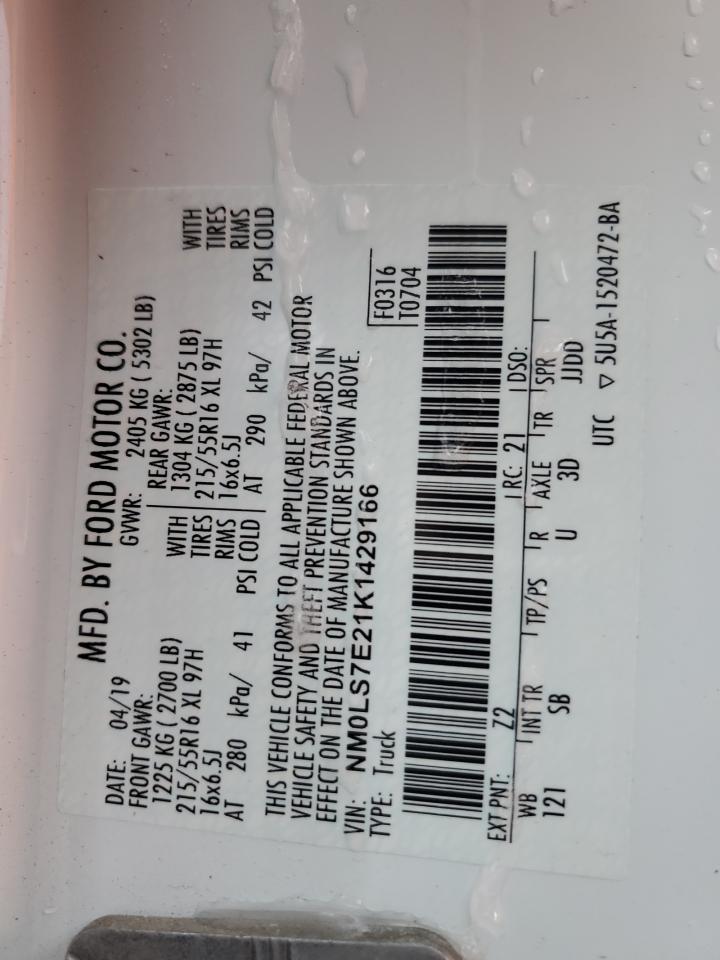 MFD. BY FORD MOTOR CO.
DATE: 04/19 GVWR: 2405 KG ( 5302 LB)
FRONT GAWR: REAR GAWR:
1225 KG ( 2700 LB) WITH 1304 KG ( 2875 LB) WITH
215/55R16 XL 97H TIRES 215/55R16 XL 97H TIRES
16x6.5J RIMS 16x6.5J RIMS
AT 280 kPa/ 41 PSI COLD AT 290 kPa/ 42 PSI COLD
THIS VEHICLE CONFORMS TO ALL APPLICABLE FEDERAL MOTOR
VEHICLE SAFETY AND THEFT PREVENTION STANDARDS IN
EFFECT ON THE DATE OF MANUFACTURE SHOWN ABOVE.
VIN: NM0LS7E21K1429166 F0316
TYPE: Truck T0704
EXT PNT: Z2 RC: 21 DSO:
WB INT TR TP/PS R AXLE TR SPR
121 SB U 3D JJDD
UTC ▽ 5U5A-1520472-BA